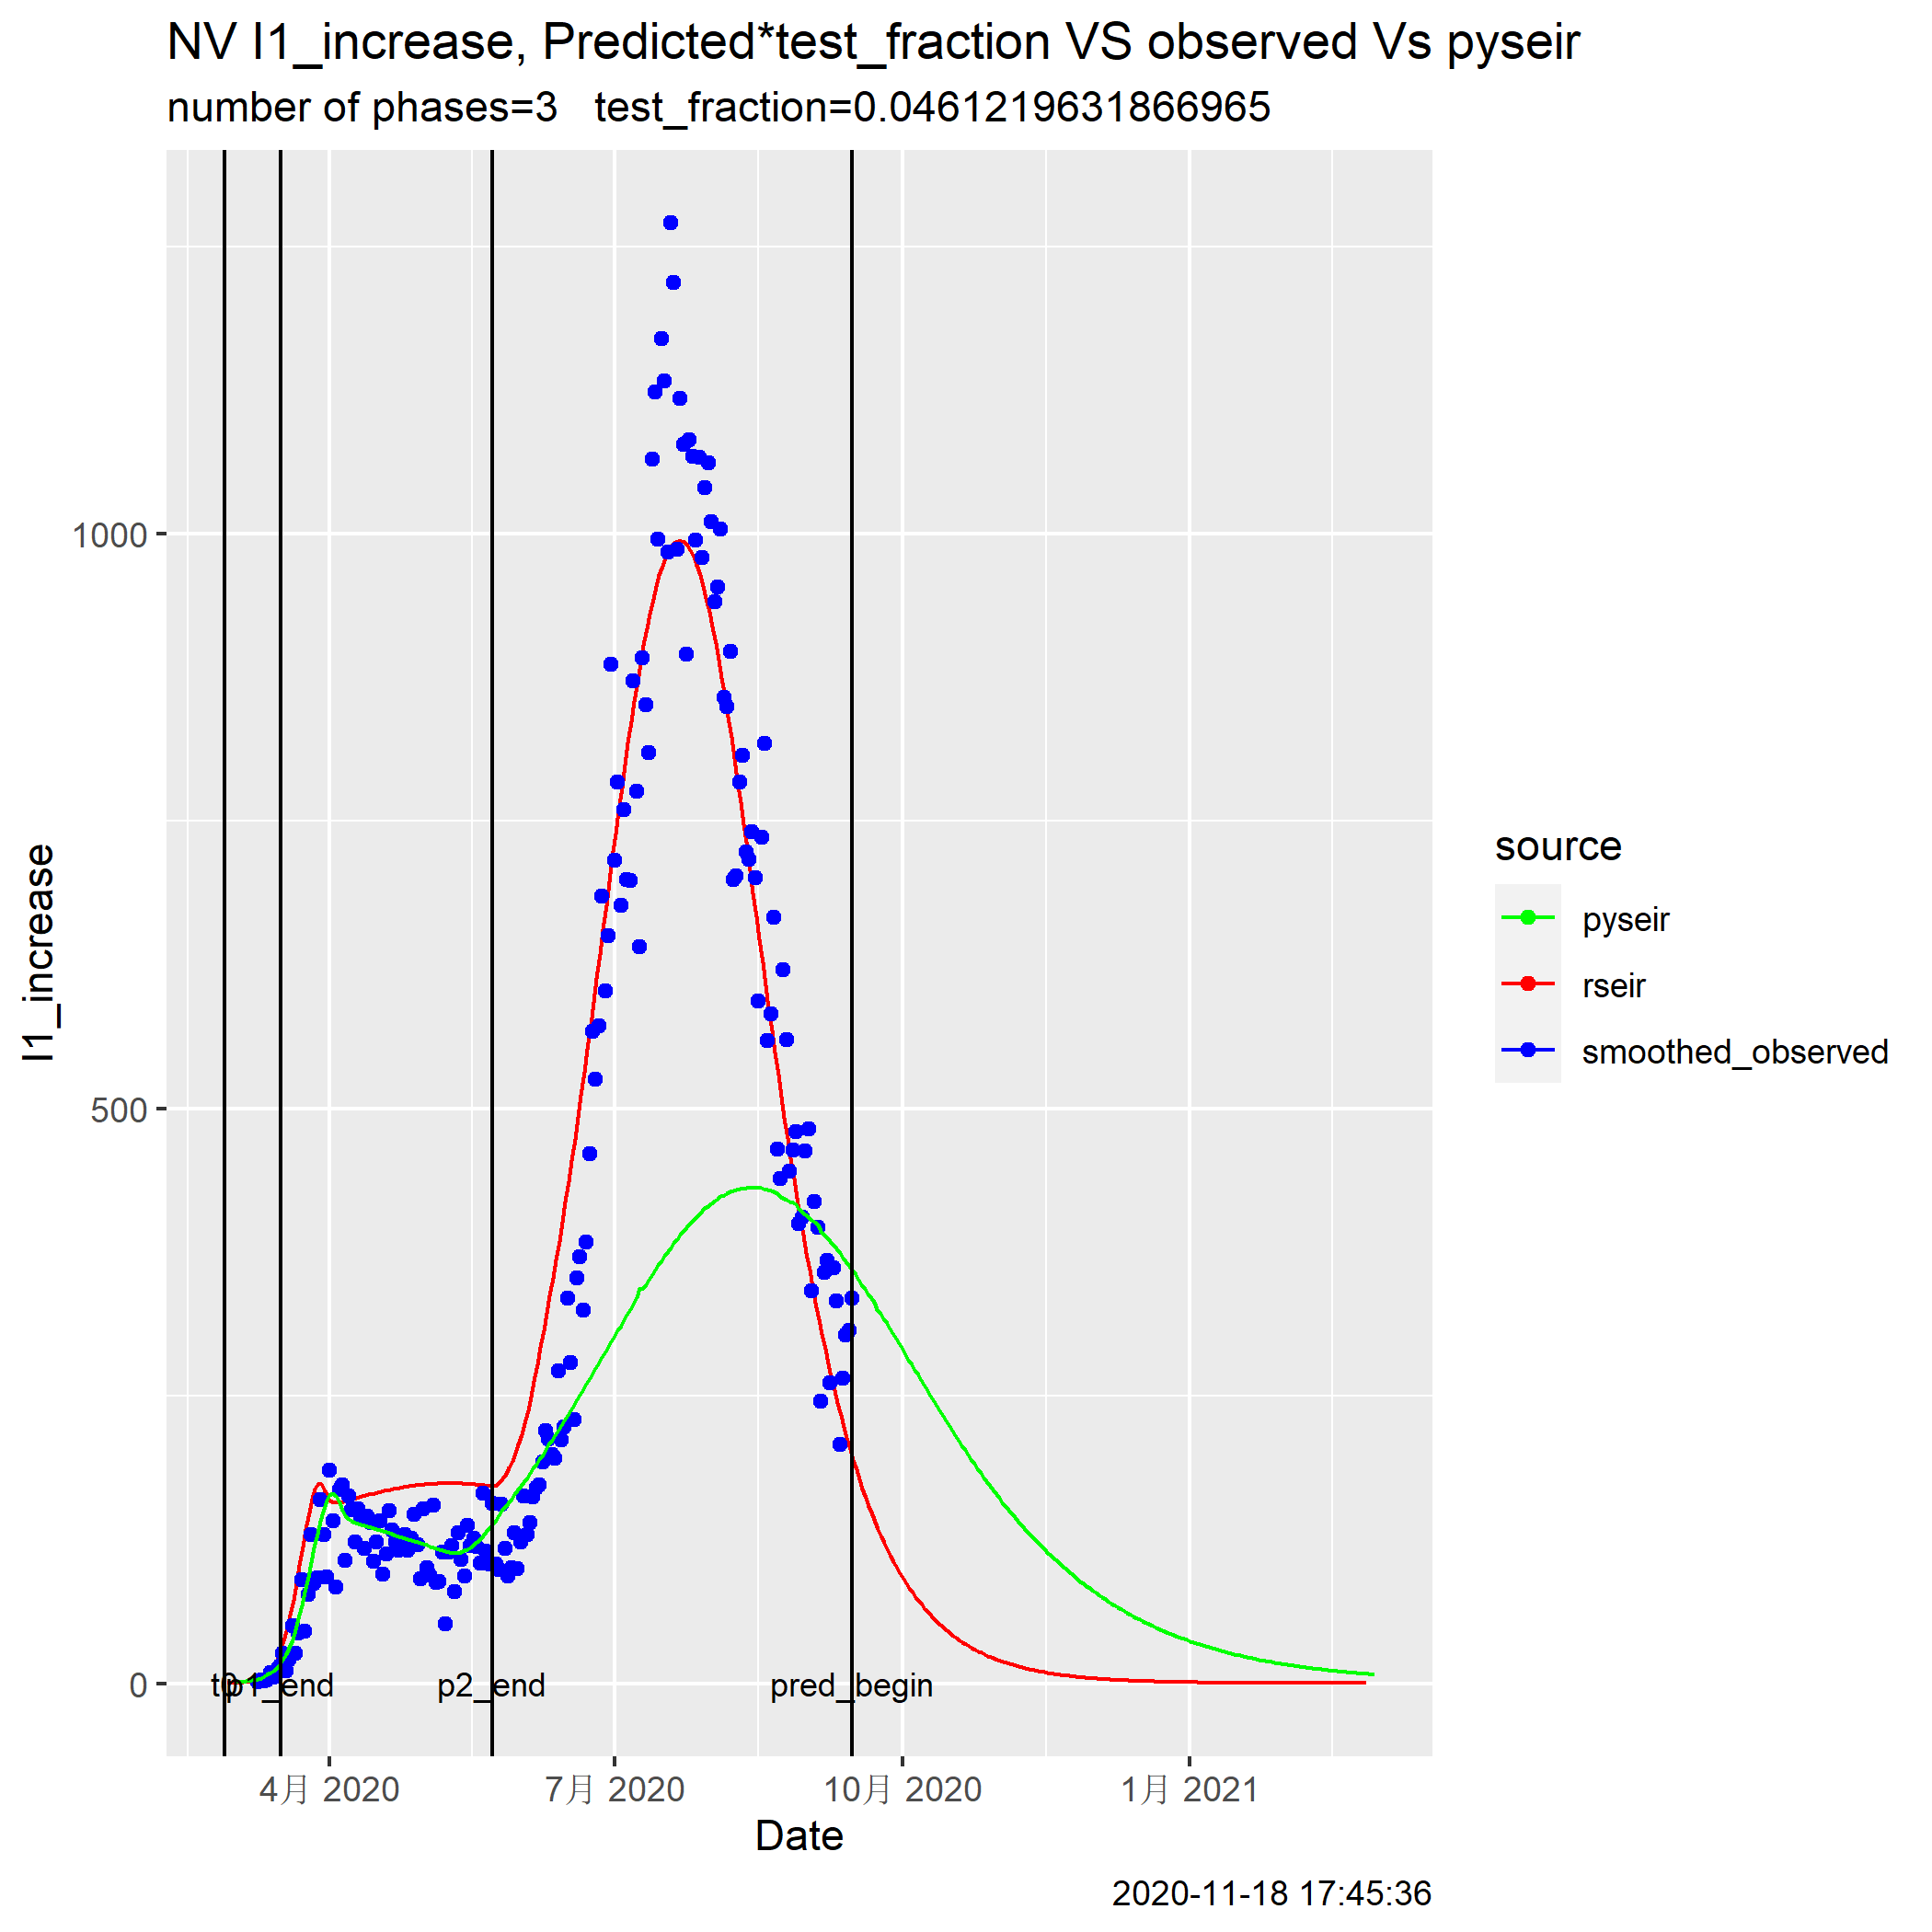 NV I1_increase, Predicted*test_fraction VS observed Vs pyseir
number of phases=3 test_fraction=0.0461219631866965
I1_increase
1000
500
0
t0
p1_end
p2_end
pred_begin
4月 2020
7月 2020
10月 2020
1月 2021
Date
source
pyseir
rseir
smoothed_observed
2020-11-18 17:45:36